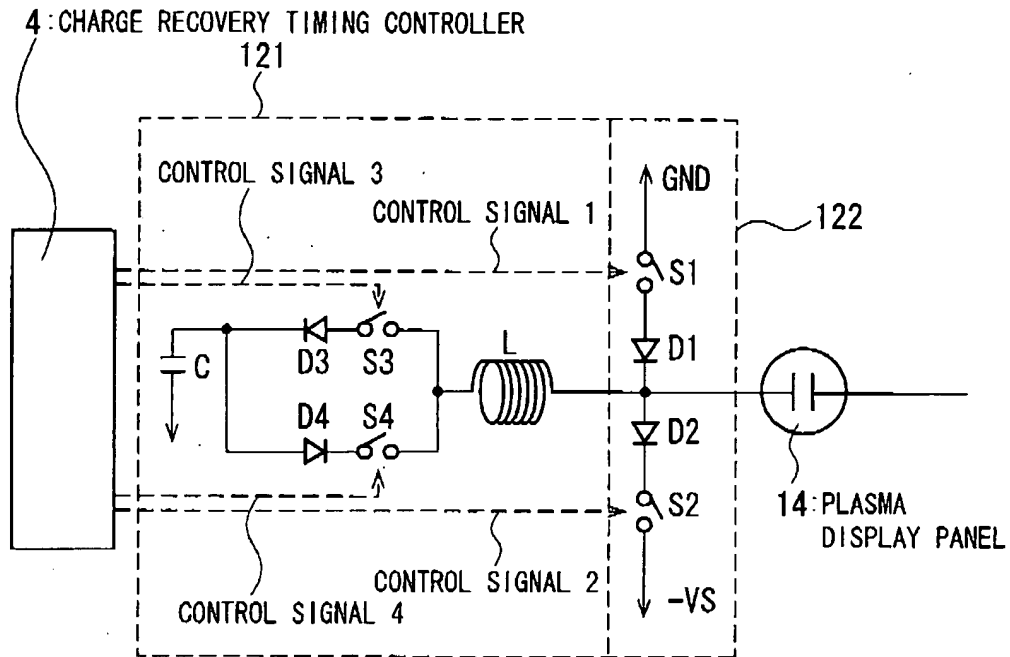 4:CHARGE RECOVERY TIMING CONTROLLER
121
CONTROL SIGNAL 3
CONTROL SIGNAL 1
GND
122
S1
C
D3
S3
L
D1
D4
S4
D2
S2
14:PLASMA
DISPLAY PANEL
-VS
CONTROL SIGNAL 2
CONTROL SIGNAL 4